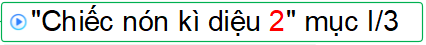 "Chiếc nón kì diệu 2" mục I/3